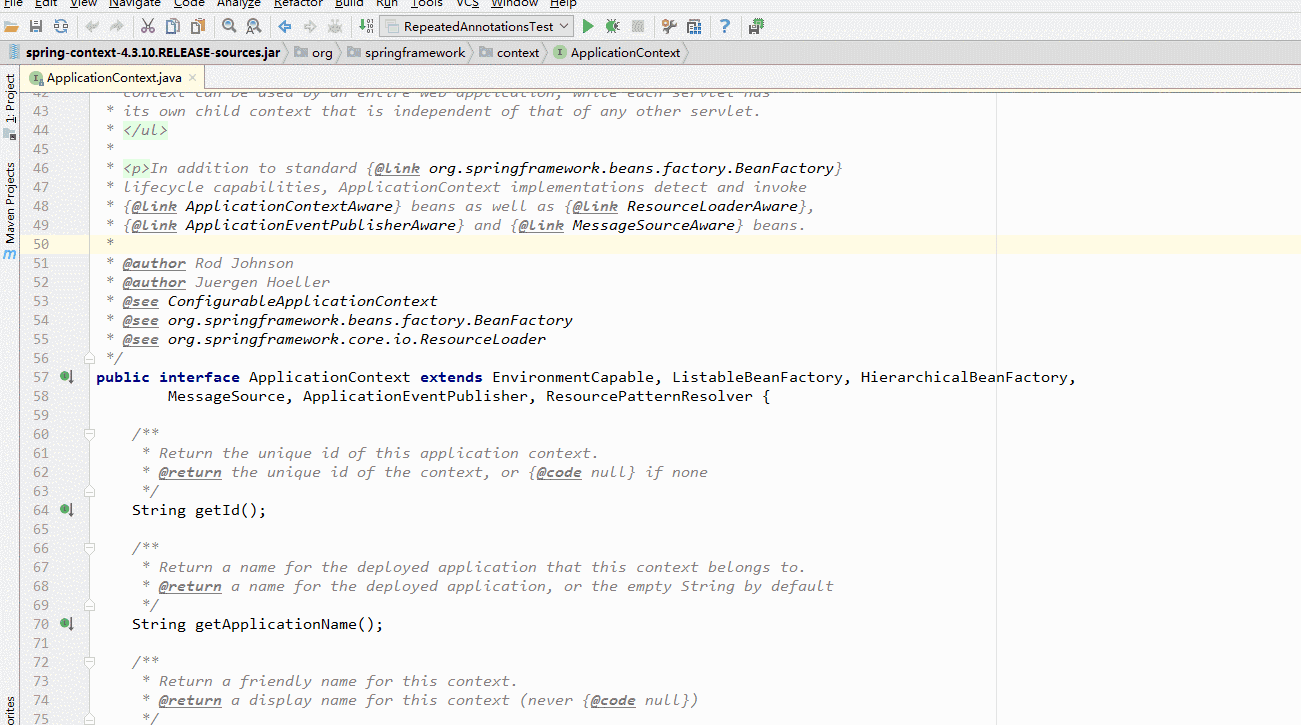 File Edit View Navigate Code Analyze Refactor Build Run Tools VCS Window Help
RepeatedAnnotationsTest
spring-context-4.3.10.RELEASE-sources.jar org springframework context ApplicationContext
ApplicationContext.java
1: Project
Maven Projects
42 context can be used by an entire web application, while each servlet has
43 * its own child context that is independent of that of any other servlet.
44 * </ul>
45 *
46 * <p>In addition to standard {@link org.springframework.beans.factory.BeanFactory}
47 * lifecycle capabilities, ApplicationContext implementations detect and invoke
48 * {@link ApplicationContextAware} beans as well as {@link ResourceLoaderAware},
49 * {@link ApplicationEventPublisherAware} and {@link MessageSourceAware} beans.
50 *
51 * @author Rod Johnson
52 * @author Juergen Hoeller
53 * @see ConfigurableApplicationContext
54 * @see org.springframework.beans.factory.BeanFactory
55 * @see org.springframework.core.io.ResourceLoader
56 */
57 public interface ApplicationContext extends EnvironmentCapable, ListableBeanFactory, HierarchicalBeanFactory,
58 MessageSource, ApplicationEventPublisher, ResourcePatternResolver {
59
60 /**
61 * Return the unique id of this application context.
62 * @return the unique id of the context, or {@code null} if none
63 */
64 String getId();
65
66 /**
67 * Return a name for the deployed application that this context belongs to.
68 * @return a name for the deployed application, or the empty String by default
69 */
70 String getApplicationName();
71
72 /**
73 * Return a friendly name for this context.
74 * @return a display name for this context (never {@code null})
75 */
orites